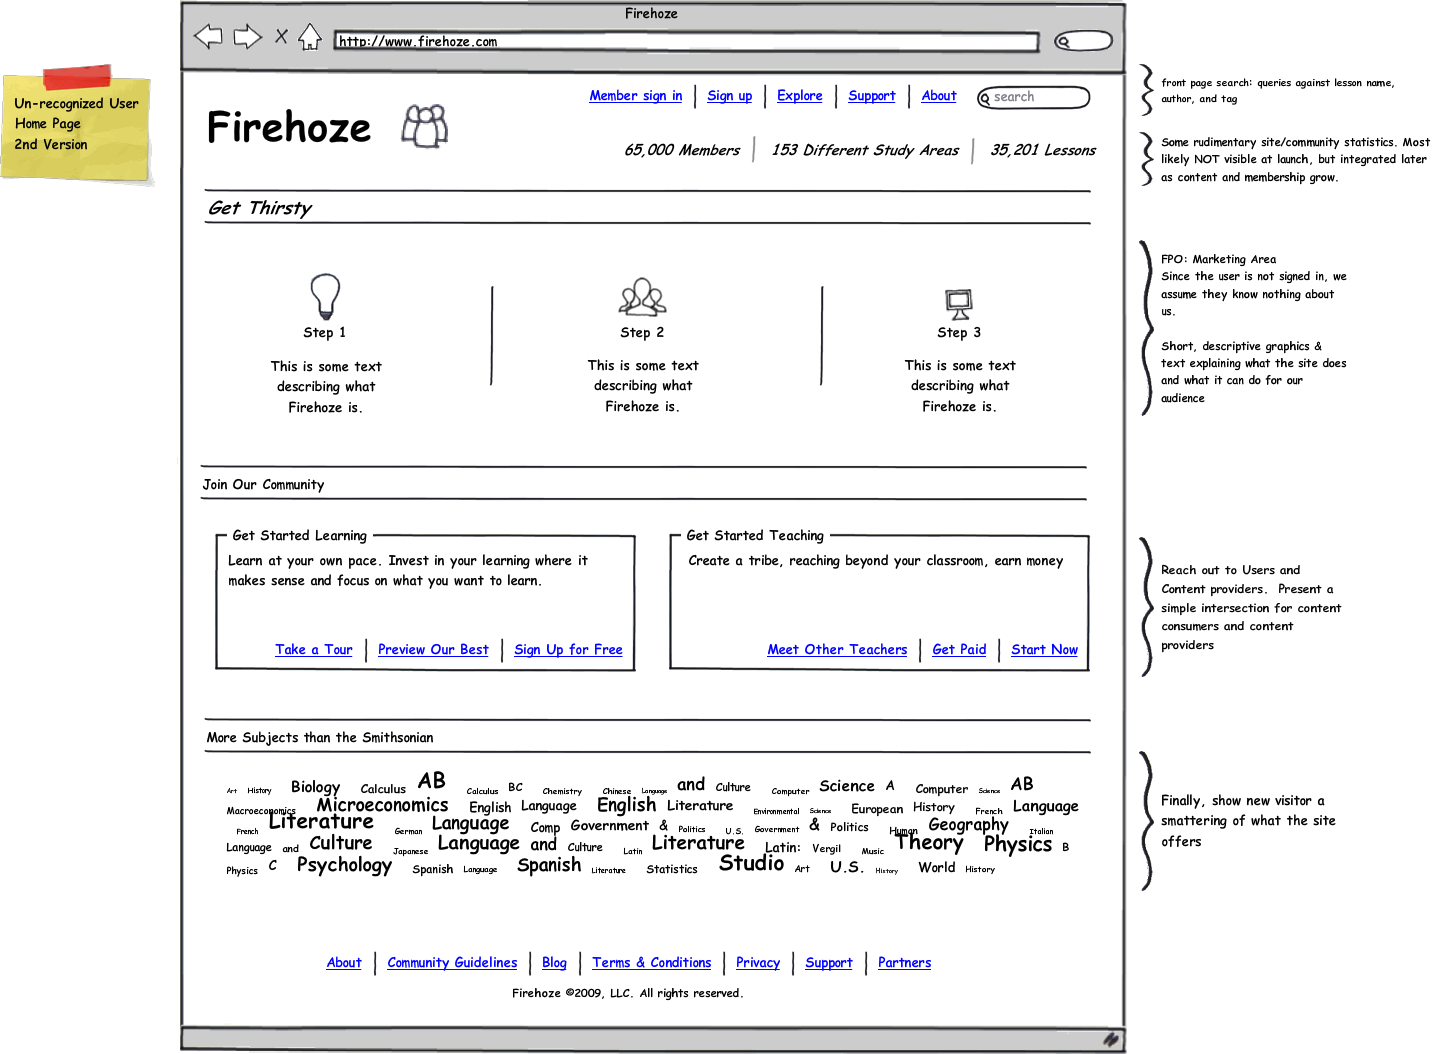 Firehoze
http://www.firehoze.com
Un-recognized User
Home Page
2nd Version
Firehoze
Member sign in | Sign up | Explore | Support | About
search
65,000 Members | 153 Different Study Areas | 35,201 Lessons
front page search: queries against lesson name,
author, and tag
Some rudimentary site/community statistics. Most
likely NOT visible at launch, but integrated later
as content and membership grow.
Get Thirsty
Step 1
This is some text
describing what
Firehoze is.
Step 2
This is some text
describing what
Firehoze is.
Step 3
This is some text
describing what
Firehoze is.
FPO: Marketing Area
Since the user is not signed in, we
assume they know nothing about
us.
Short, descriptive graphics &
text explaining what the site does
and what it can do for our
audience
Join Our Community
Get Started Learning
Learn at your own pace. Invest in your learning where it
makes sense and focus on what you want to learn.
Take a Tour | Preview Our Best | Sign Up for Free
Get Started Teaching
Create a tribe, reaching beyond your classroom, earn money
Meet Other Teachers | Get Paid | Start Now
Reach out to Users and
Content providers. Present a
simple intersection for content
consumers and content
providers
More Subjects than the Smithsonian
Art History Biology Calculus AB Calculus BC Chemistry Chinese Language and Culture Computer Science A Computer Science AB
Macroeconomics Microeconomics English Language English Literature Environmental Science European History French Language
French Literature German Language Comp Government & Politics U.S. Government & Politics Human Geography Italian
Language and Culture Japanese Language and Culture Latin Literature Latin: Vergil Music Theory Physics B
Physics C Psychology Spanish Language Spanish Literature Statistics Studio Art U.S. History World History
Finally, show new visitor a
smattering of what the site
offers
About | Community Guidelines | Blog | Terms & Conditions | Privacy | Support | Partners
Firehoze ©2009, LLC. All rights reserved.